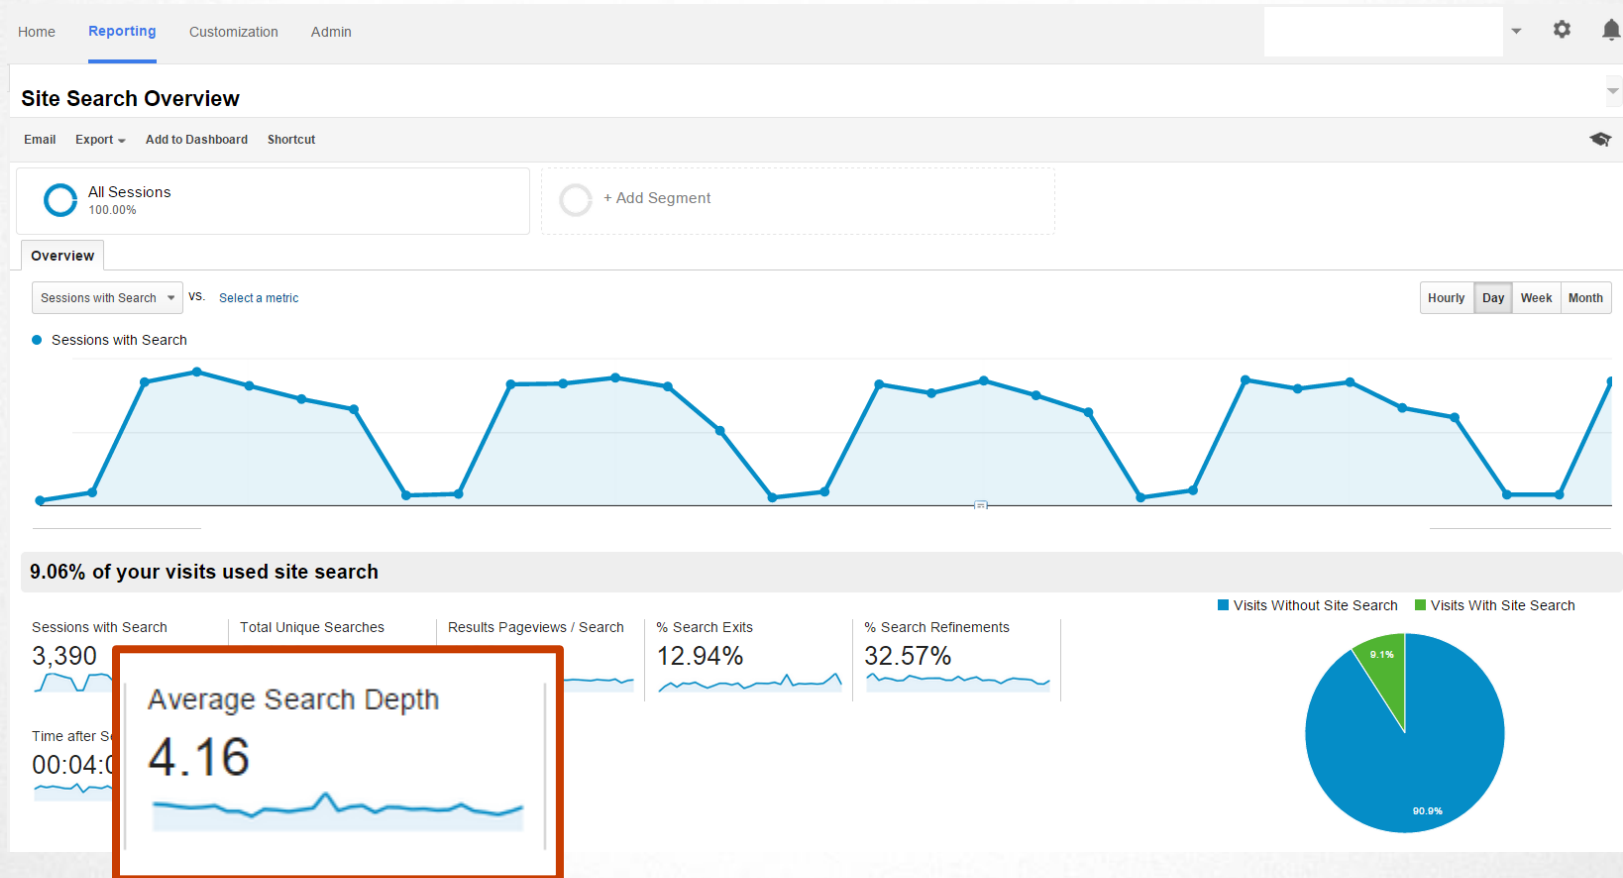 Home Reporting Customization Admin
Site Search Overview
Email Export Add to Dashboard Shortcut
All Sessions
100.00%
+ Add Segment
Overview
Sessions with Search VS. Select a metric
Hourly Day Week Month
Sessions with Search
9.06% of your visits used site search
Visits Without Site Search Visits With Site Search
Sessions with Search Total Unique Searches Results Pageviews / Search % Search Exits % Search Refinements
3,390 12.94% 32.57%
9.1%
Average Search Depth
4.16
Time after
00:04:
90.9%